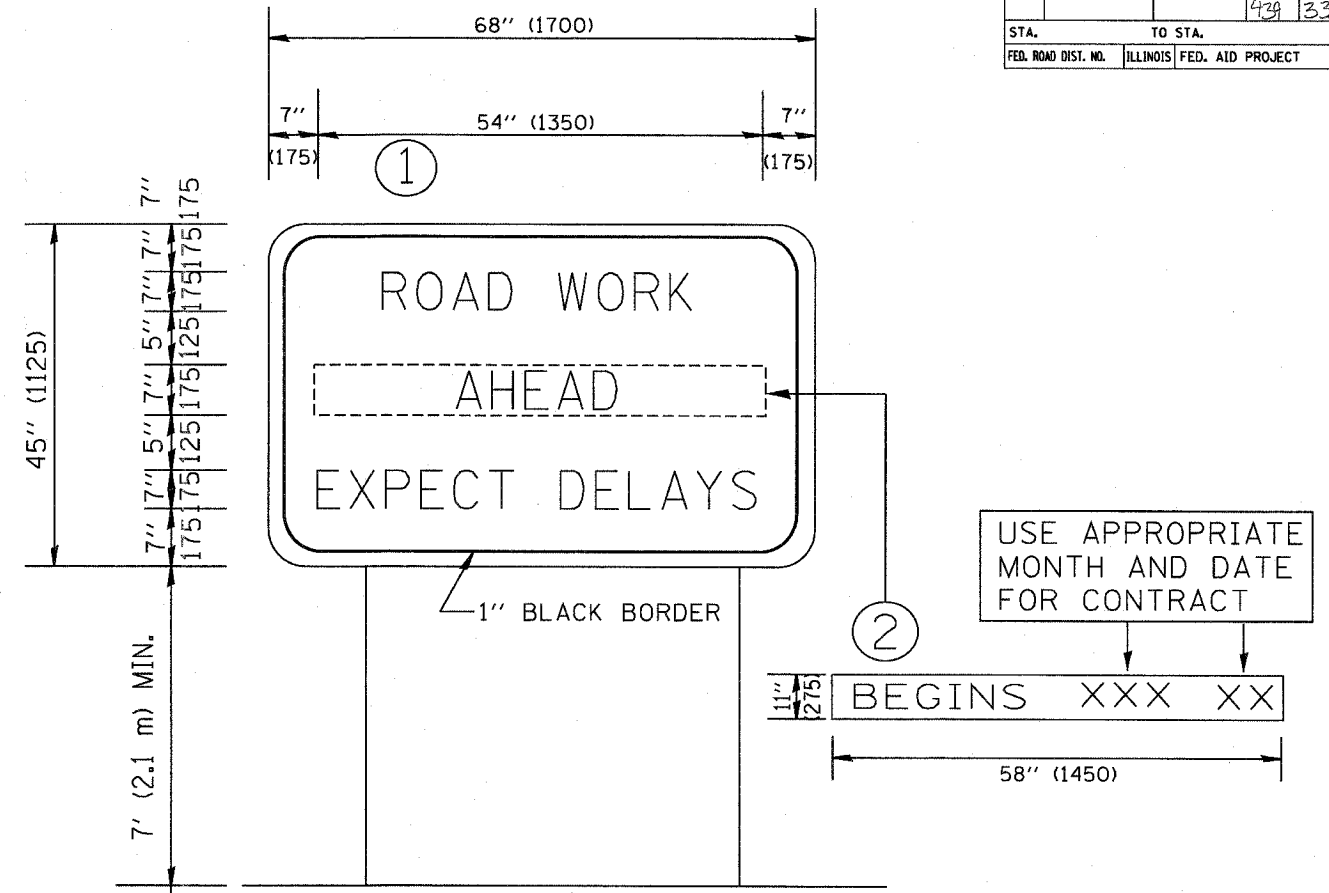 439 33
STA. TO STA.
FED. ROAD DIST. NO. ILLINOIS FED. AID PROJECT
68'' (1700)
7'' 54'' (1350) 7''
(175) (175)
1
7'' 175
7'' 175
7'' 175
5'' 125
7'' 175
5'' 125
7'' 175
7'' 175
45'' (1125)
ROAD WORK
AHEAD
EXPECT DELAYS
1'' BLACK BORDER
7' (2.1 m) MIN.
2
USE APPROPRIATE
MONTH AND DATE
FOR CONTRACT
11''
(275)
BEGINS XXX XX
58'' (1450)